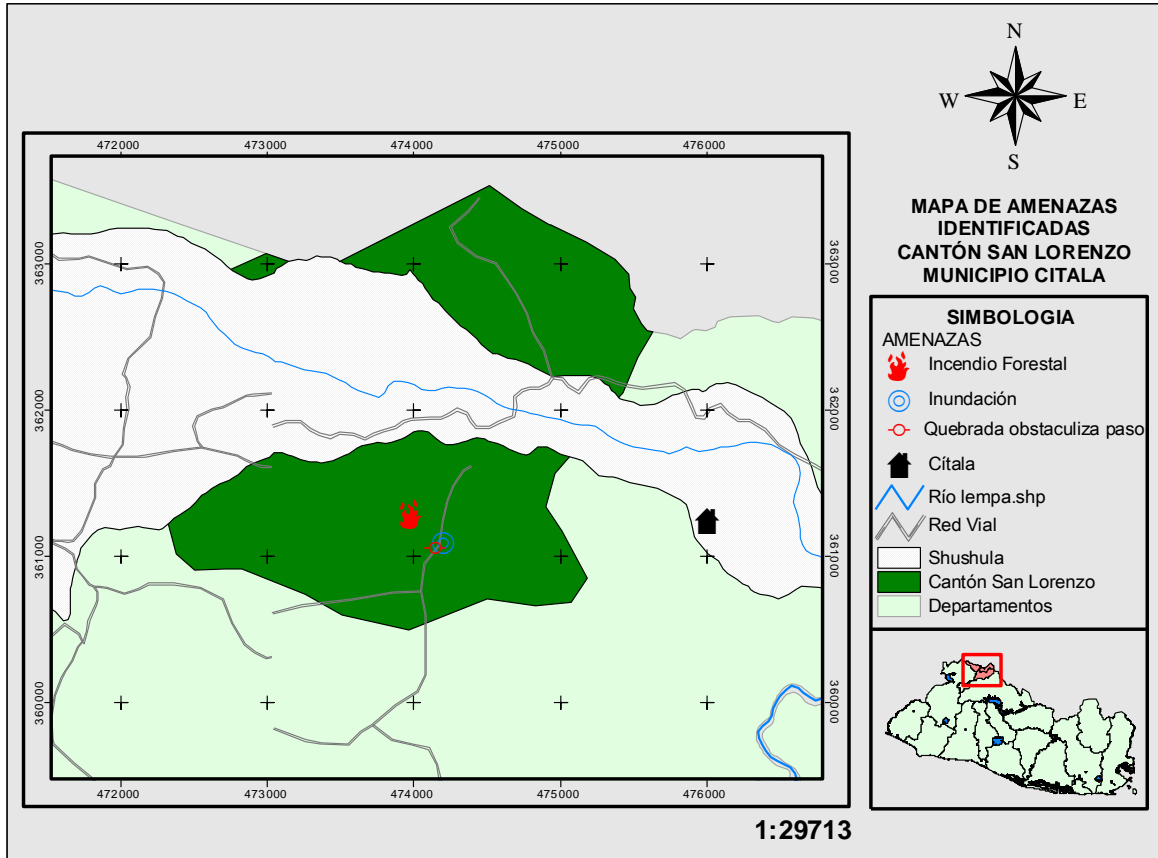 N
W E
S
MAPA DE AMENAZAS
IDENTIFICADAS
CANTÓN SAN LORENZO
MUNICIPIO CITALA
SIMBOLOGIA
AMENAZAS
Incendio Forestal
Inundación
Quebrada obstaculiza paso
Cítala
Río lempa.shp
Red Vial
Shushula
Cantón San Lorenzo
Departamentos
472000 473000 474000 475000 476000
363000 363000
362000 362000
361000 361000
360000 360000
472000 473000 474000 475000 476000
1:29713